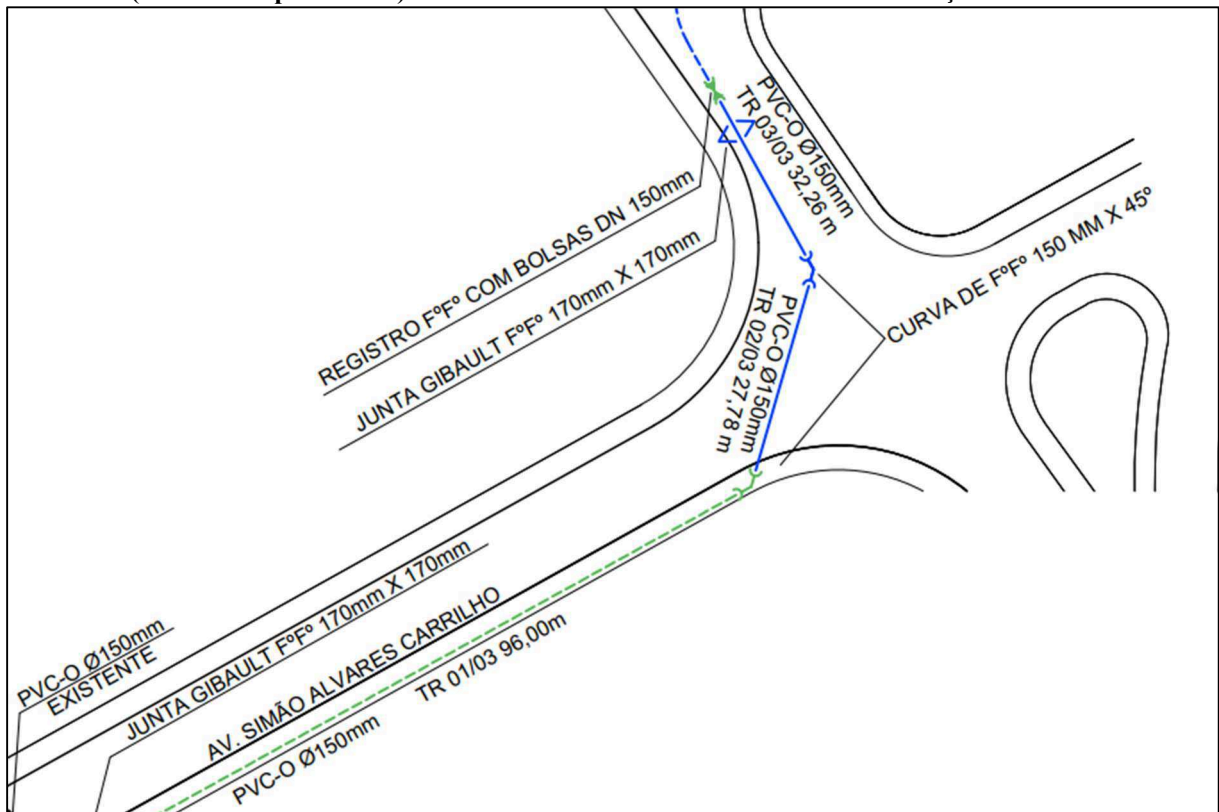 PVC-O Ø150mm
TR 03/03 32,26 m
REGISTRO FºFº COM BOLSAS DN 150mm
JUNTA GIBAULT FºFº 170mm X 170mm
CURVA DE FºFº 150 MM X 45º
PVC-O Ø150mm
TR 02/03 27,78 m
PVC-O Ø150mm
EXISTENTE
JUNTA GIBAULT FºFº 170mm X 170mm
AV. SIMÃO ALVARES CARRILHO
TR 01/03 96,00m
PVC-O Ø150mm